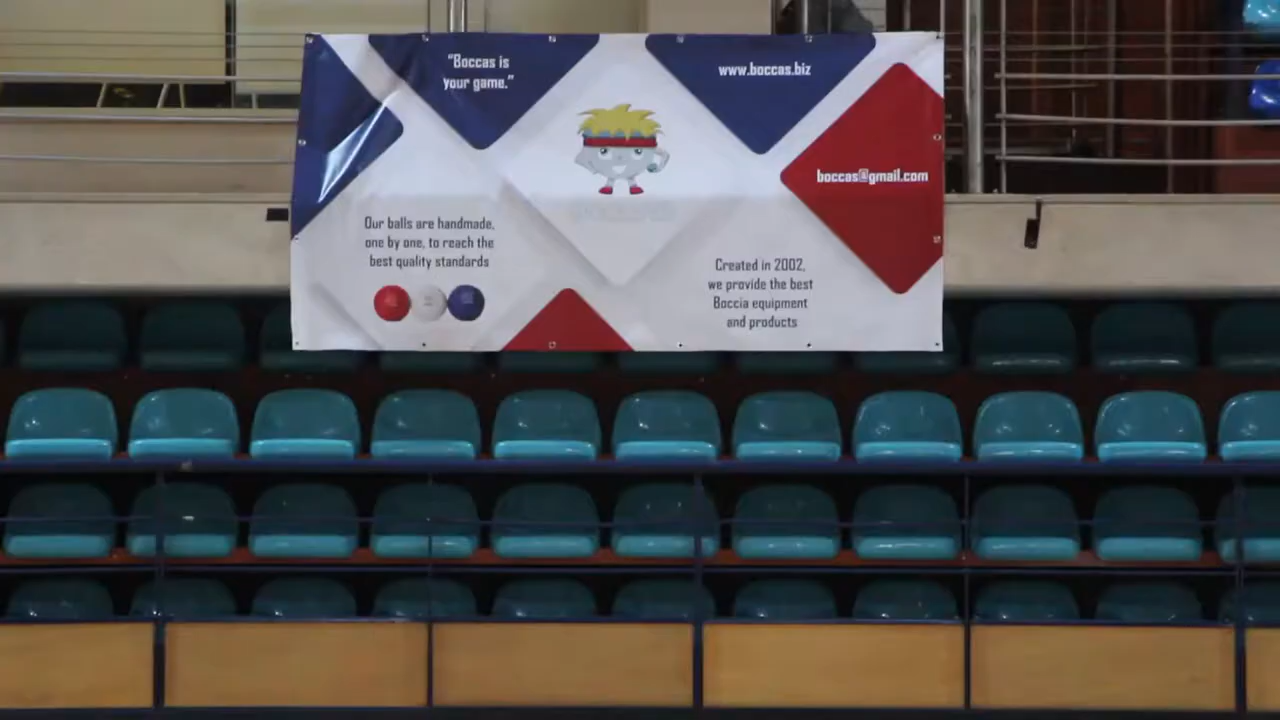 "Boccas is
your game."
www.boccas.biz
boccas@gmail.com
Our balls are handmade,
one by one, to reach the
best quality standards
Created in 2002,
we provide the best
Boccia equipment
and products